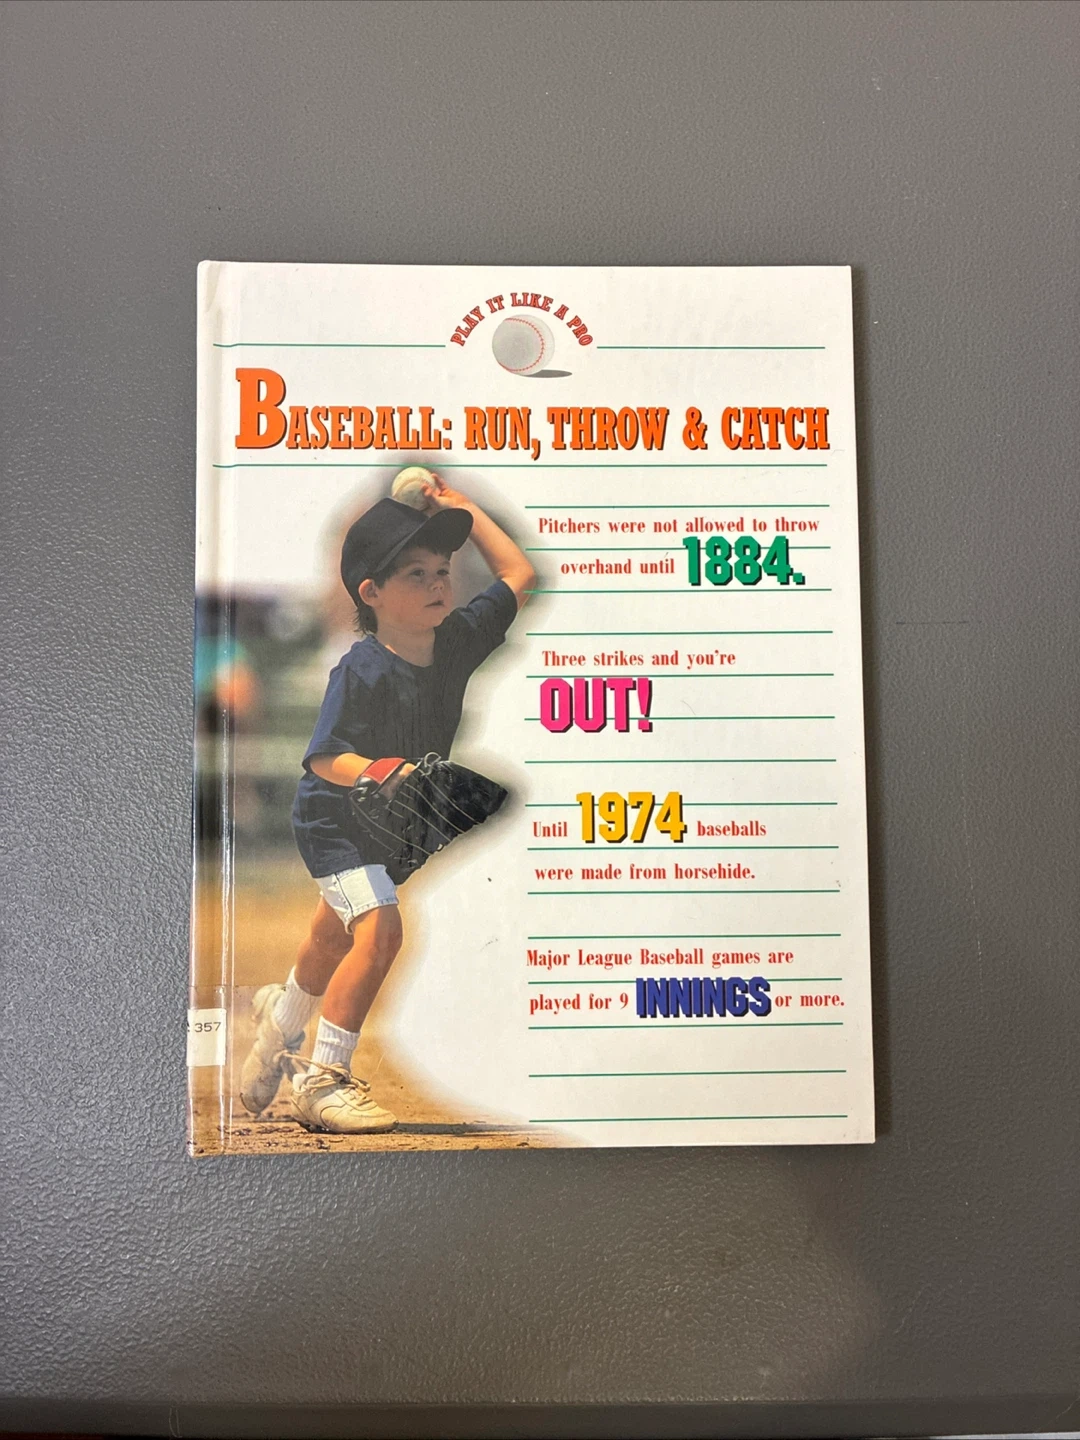 PLAY IT LIKE A PRO
BASEBALL: RUN, THROW & CATCH
Pitchers were not allowed to throw
overhand until 1884.
Three strikes and you're
OUT!
Until 1974 baseballs
were made from horsehide.
Major League Baseball games are
played for 9 INNINGS or more.
357